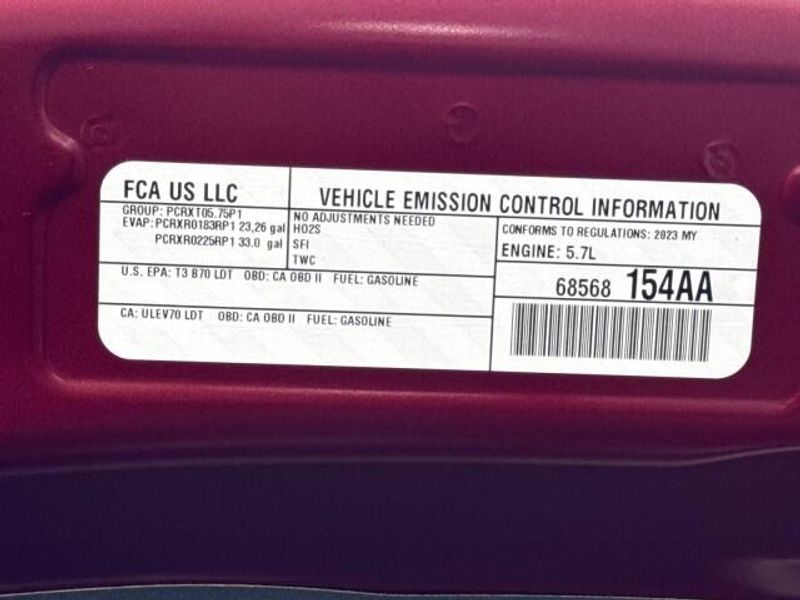 FCA US LLC
VEHICLE EMISSION CONTROL INFORMATION
GROUP: PCRXT05.75P1
EVAP: PCRXR0183RP1 23,26 gal
PCRXR0225RP1 33.0 gal
NO ADJUSTMENTS NEEDED
HO2S
SFI
TWC
CONFORMS TO REGULATIONS: 2023 MY
ENGINE: 5.7L
U.S. EPA: T3 B70 LDT OBD: CA OBD II FUEL: GASOLINE
68568 154AA
CA: ULEV70 LDT OBD: CA OBD II FUEL: GASOLINE